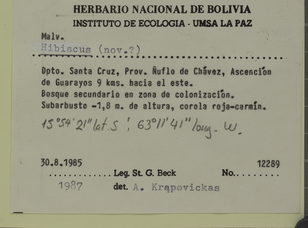 HERBARIO NACIONAL DE BOLIVIA
INSTITUTO DE ECOLOGIA - UMSA LA PAZ
Malv.
Hibiscus (nov.?)
Dpto. Santa Cruz, Prov. Ñuflo de Chávez, Ascención
de Guarayos 9 kms. hacia el este.
Bosque secundario en zona de colonización.
Subarbusto -1,8 m. de altura, corola roja-carmín.
15°54'21" lat. S ; 63°11'41" long. W.
30.8.1985 12289
Leg. St. G. Beck No.
1987 det. A. Krapovickas